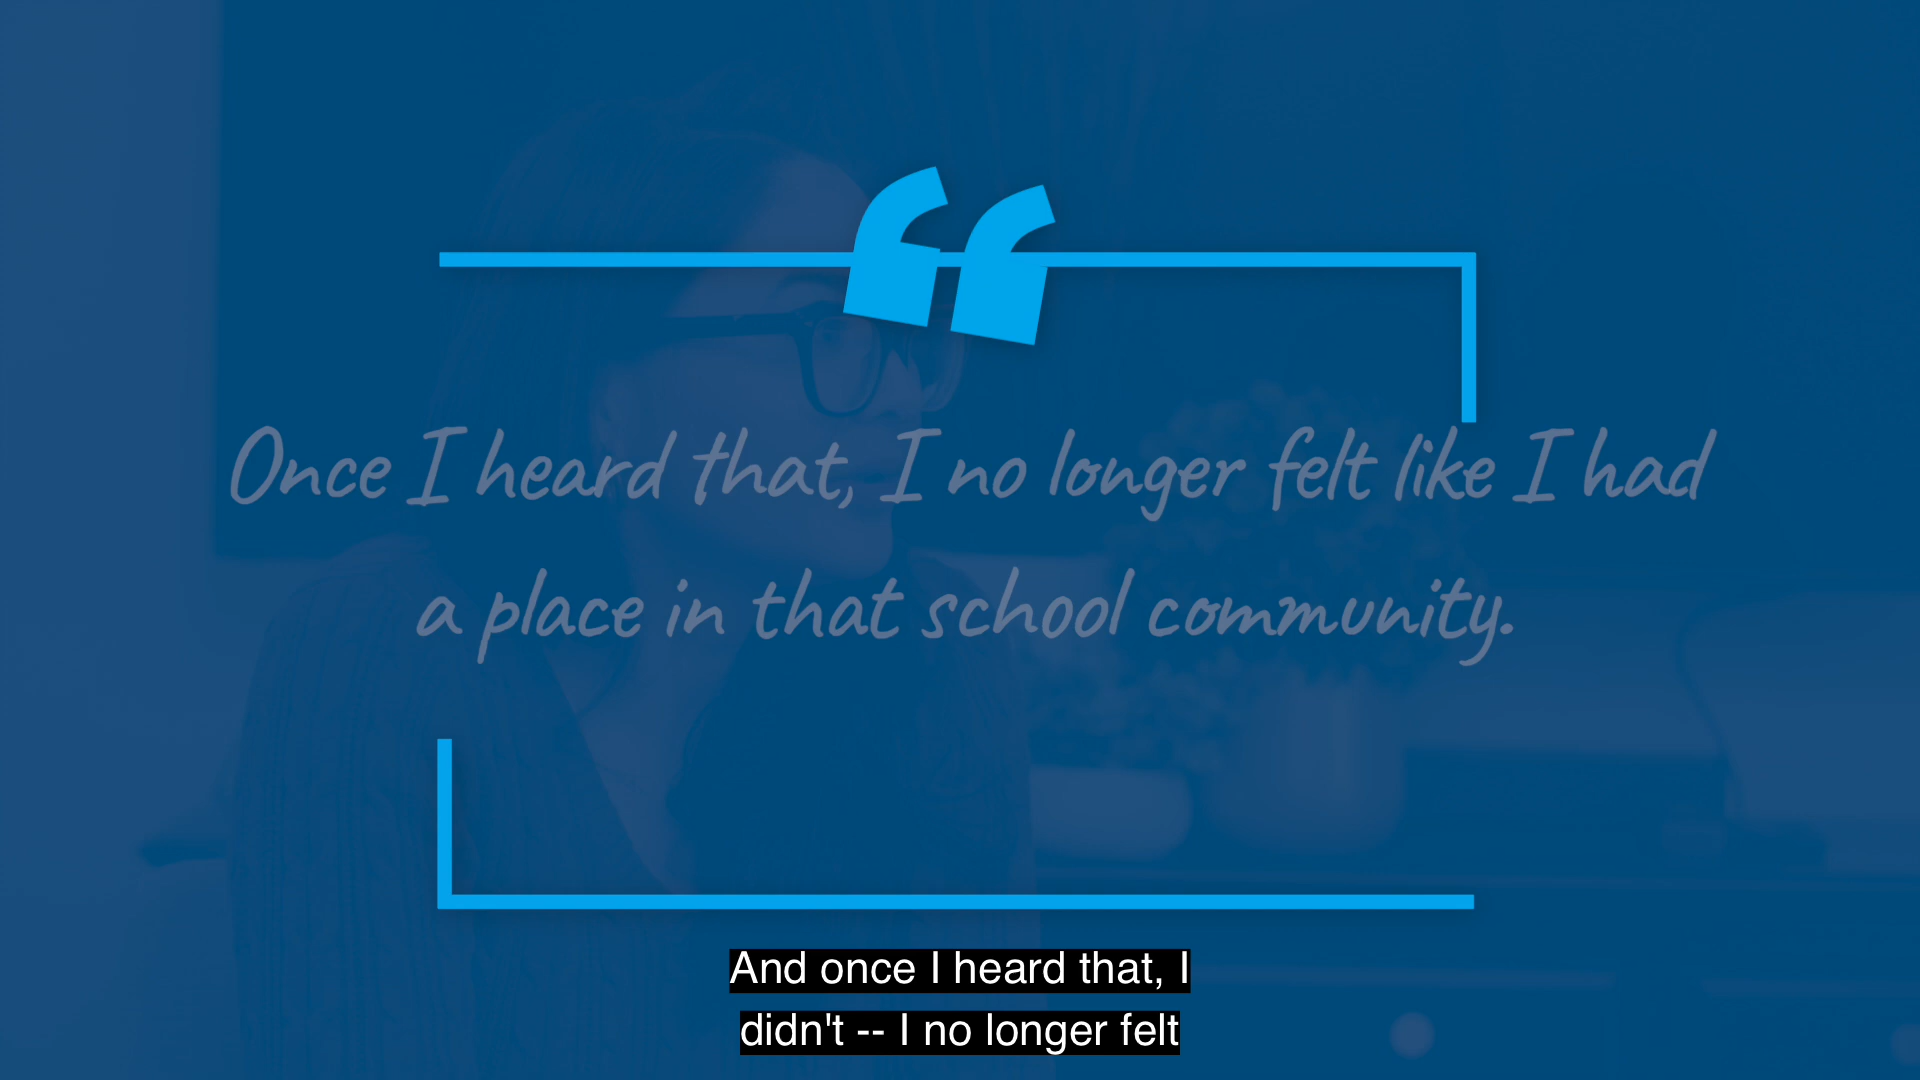 “
Once I heard that, I no longer felt like I had
a place in that school community.
And once I heard that, I
didn't -- I no longer felt